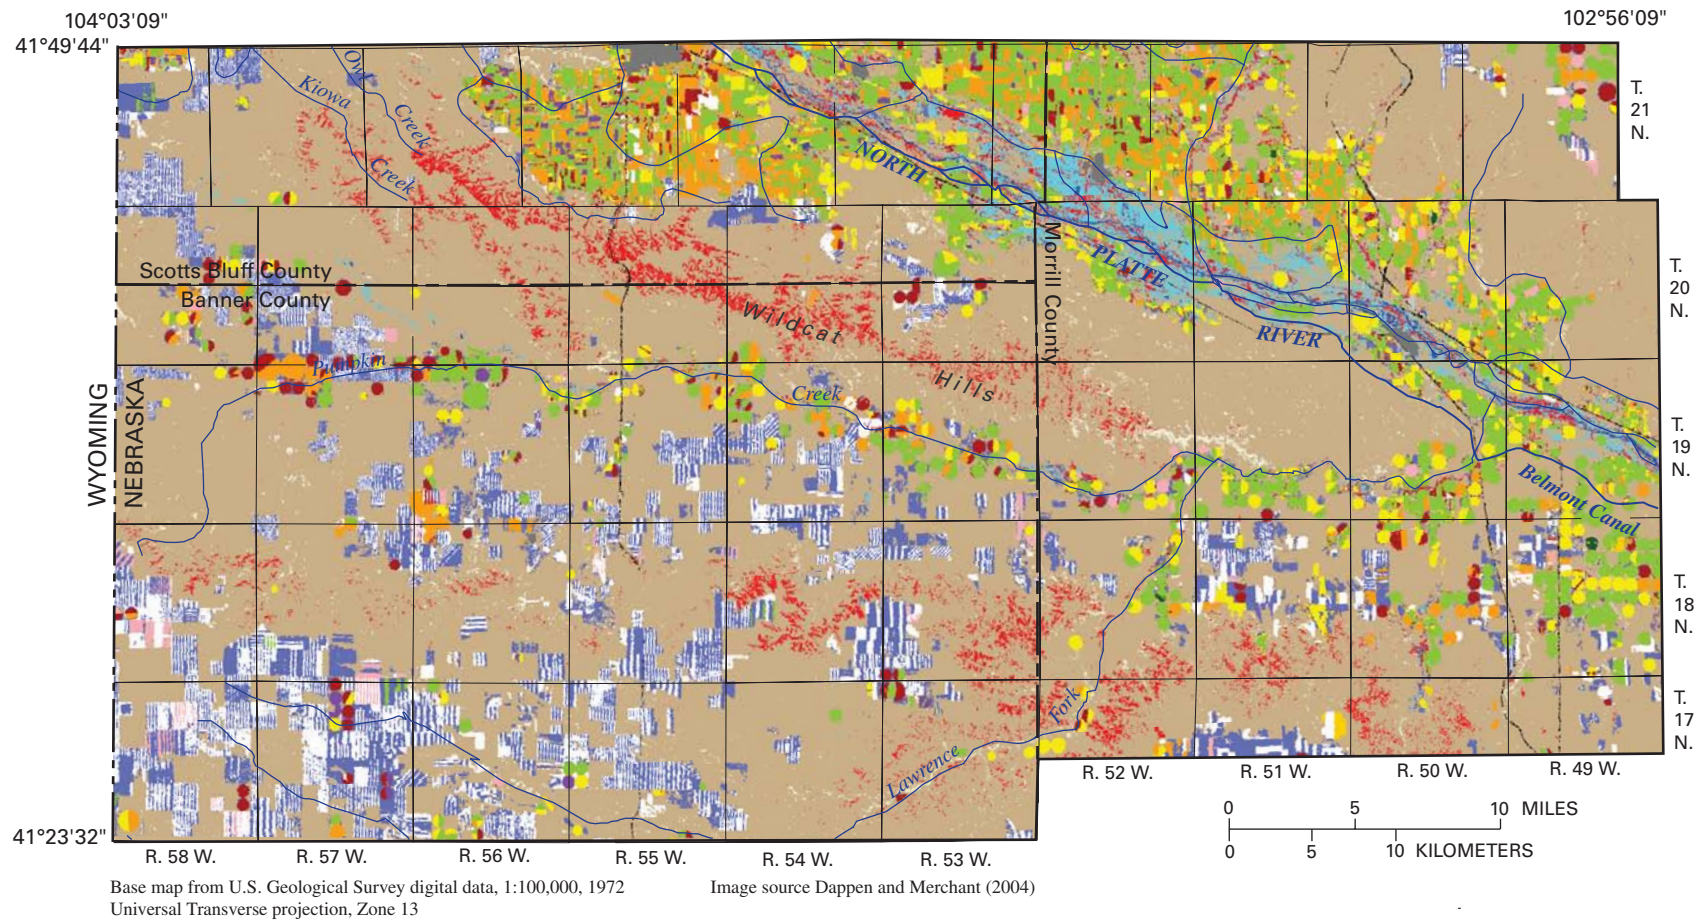 104°03'09"
102°56'09"
41°49'44"
Owl
Creek
Kiowa
Creek
T.
21
N.
NORTH
PLATTE
RIVER
Morrill County
Scotts Bluff County
Banner County
T.
20
N.
Wildcat
Hills
Pumpkin
Creek
WYOMING
NEBRASKA
T.
19
N.
Belmont Canal
T.
18
N.
T.
17
N.
Lawrence
Fork
R. 52 W.
R. 51 W.
R. 50 W.
R. 49 W.
0 5 10 MILES
0 5 10 KILOMETERS
41°23'32"
R. 58 W.
R. 57 W.
R. 56 W.
R. 55 W.
R. 54 W.
R. 53 W.
Base map from U.S. Geological Survey digital data, 1:100,000, 1972
Universal Transverse projection, Zone 13
Image source Dappen and Merchant (2004)